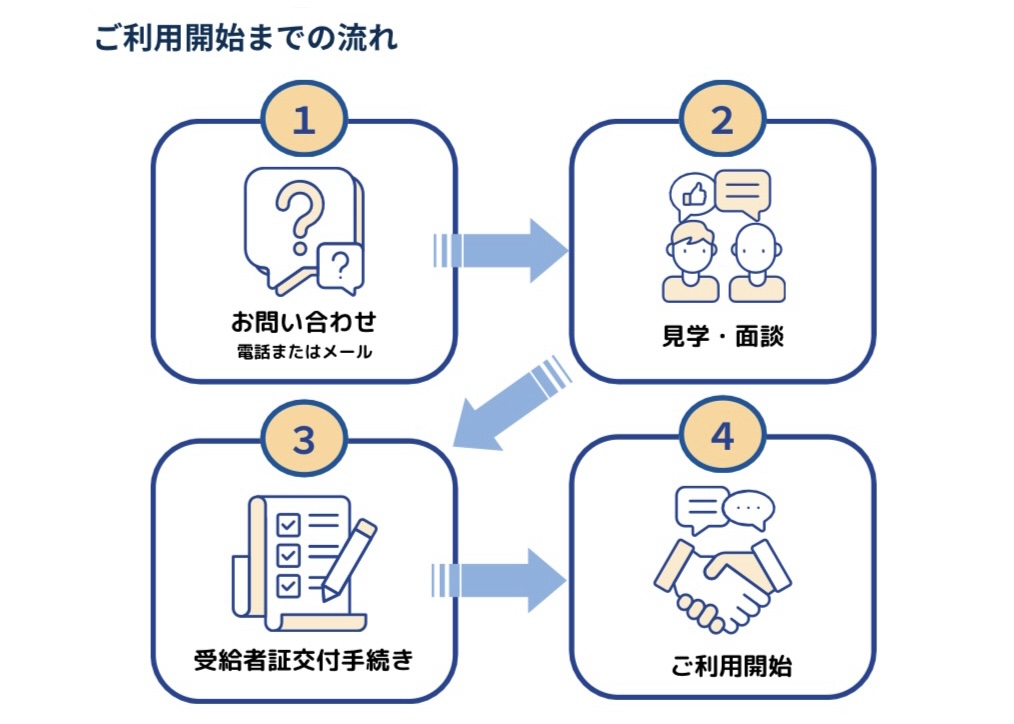 ご利用開始までの流れ
1
?
?
お問い合わせ
電話またはメール
2
見学・面談
3
受給者証交付手続き
4
ご利用開始